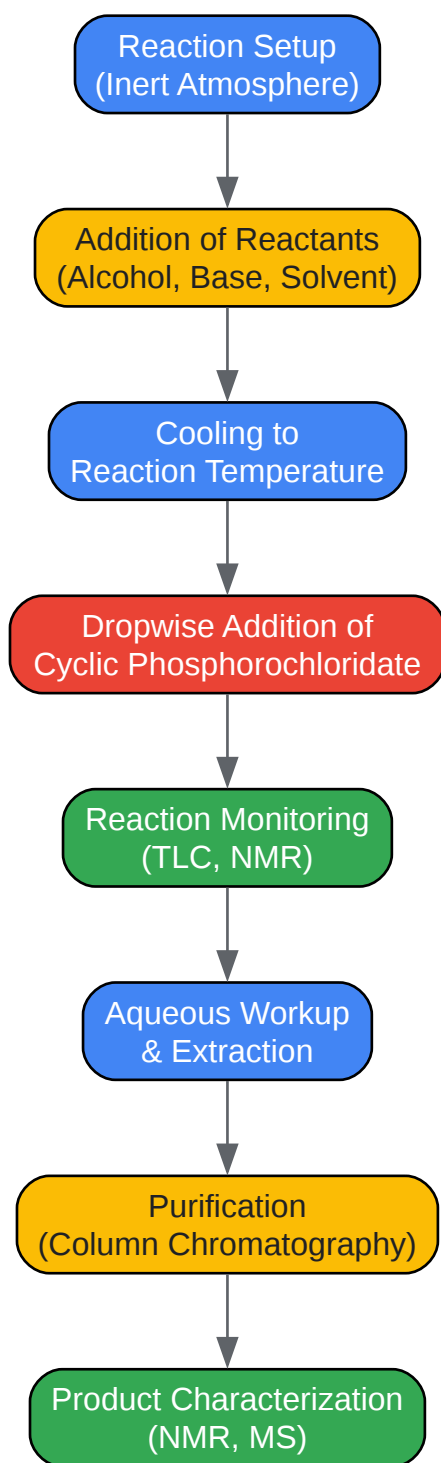 Reaction Setup
(Inert Atmosphere)
Addition of Reactants
(Alcohol, Base, Solvent)
Cooling to
Reaction Temperature
Dropwise Addition of
Cyclic Phosphorochloridate
Reaction Monitoring
(TLC, NMR)
Aqueous Workup
& Extraction
Purification
(Column Chromatography)
Product Characterization
(NMR, MS)